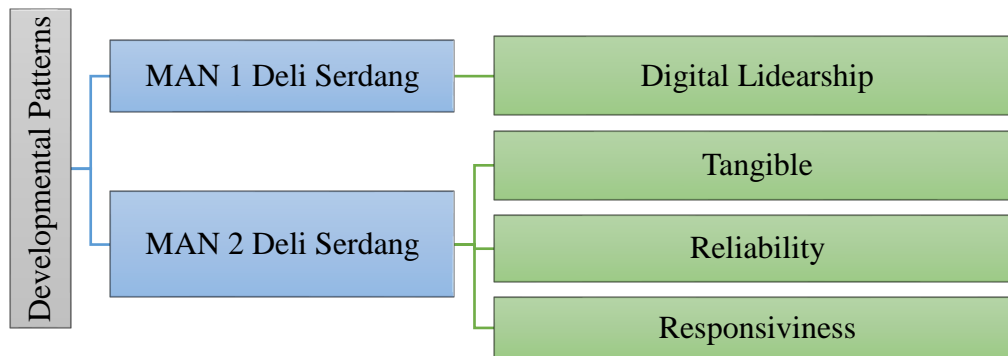 Developmental Patterns
MAN 1 Deli Serdang
Digital Lidearship
MAN 2 Deli Serdang
Tangible
Reliability
Responsiviness